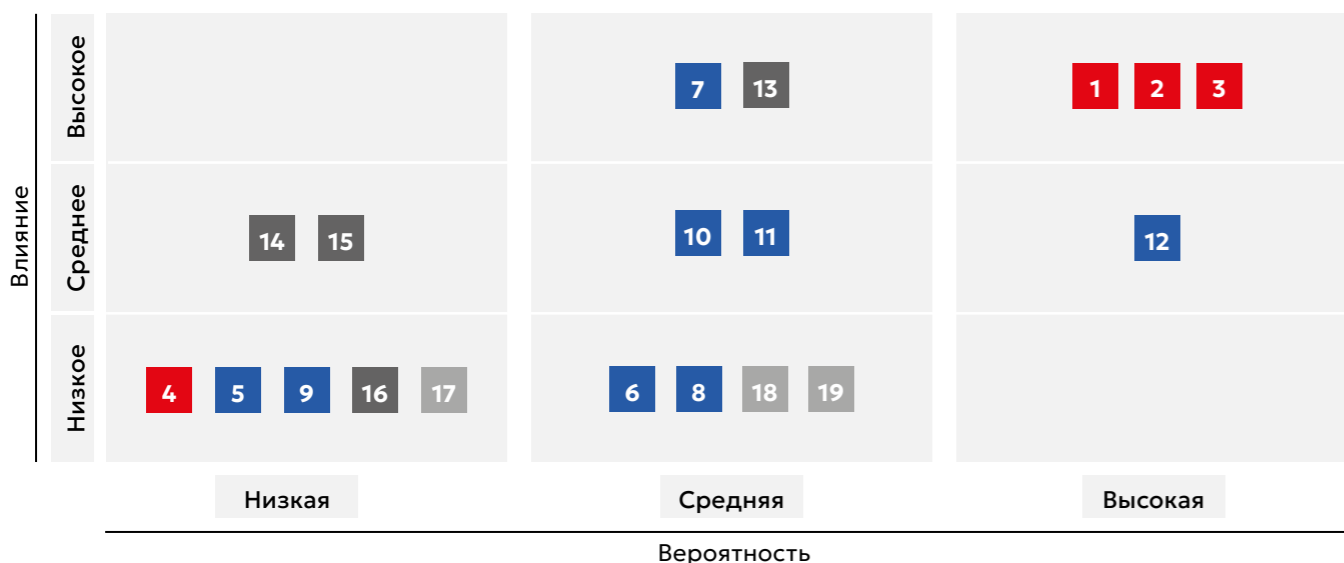 Влияние
Высокое
7 13
1 2 3
Среднее
14 15
10 11
12
Низкое
4 5 9 16 17
6 8 18 19
Низкая
Средняя
Высокая
Вероятность